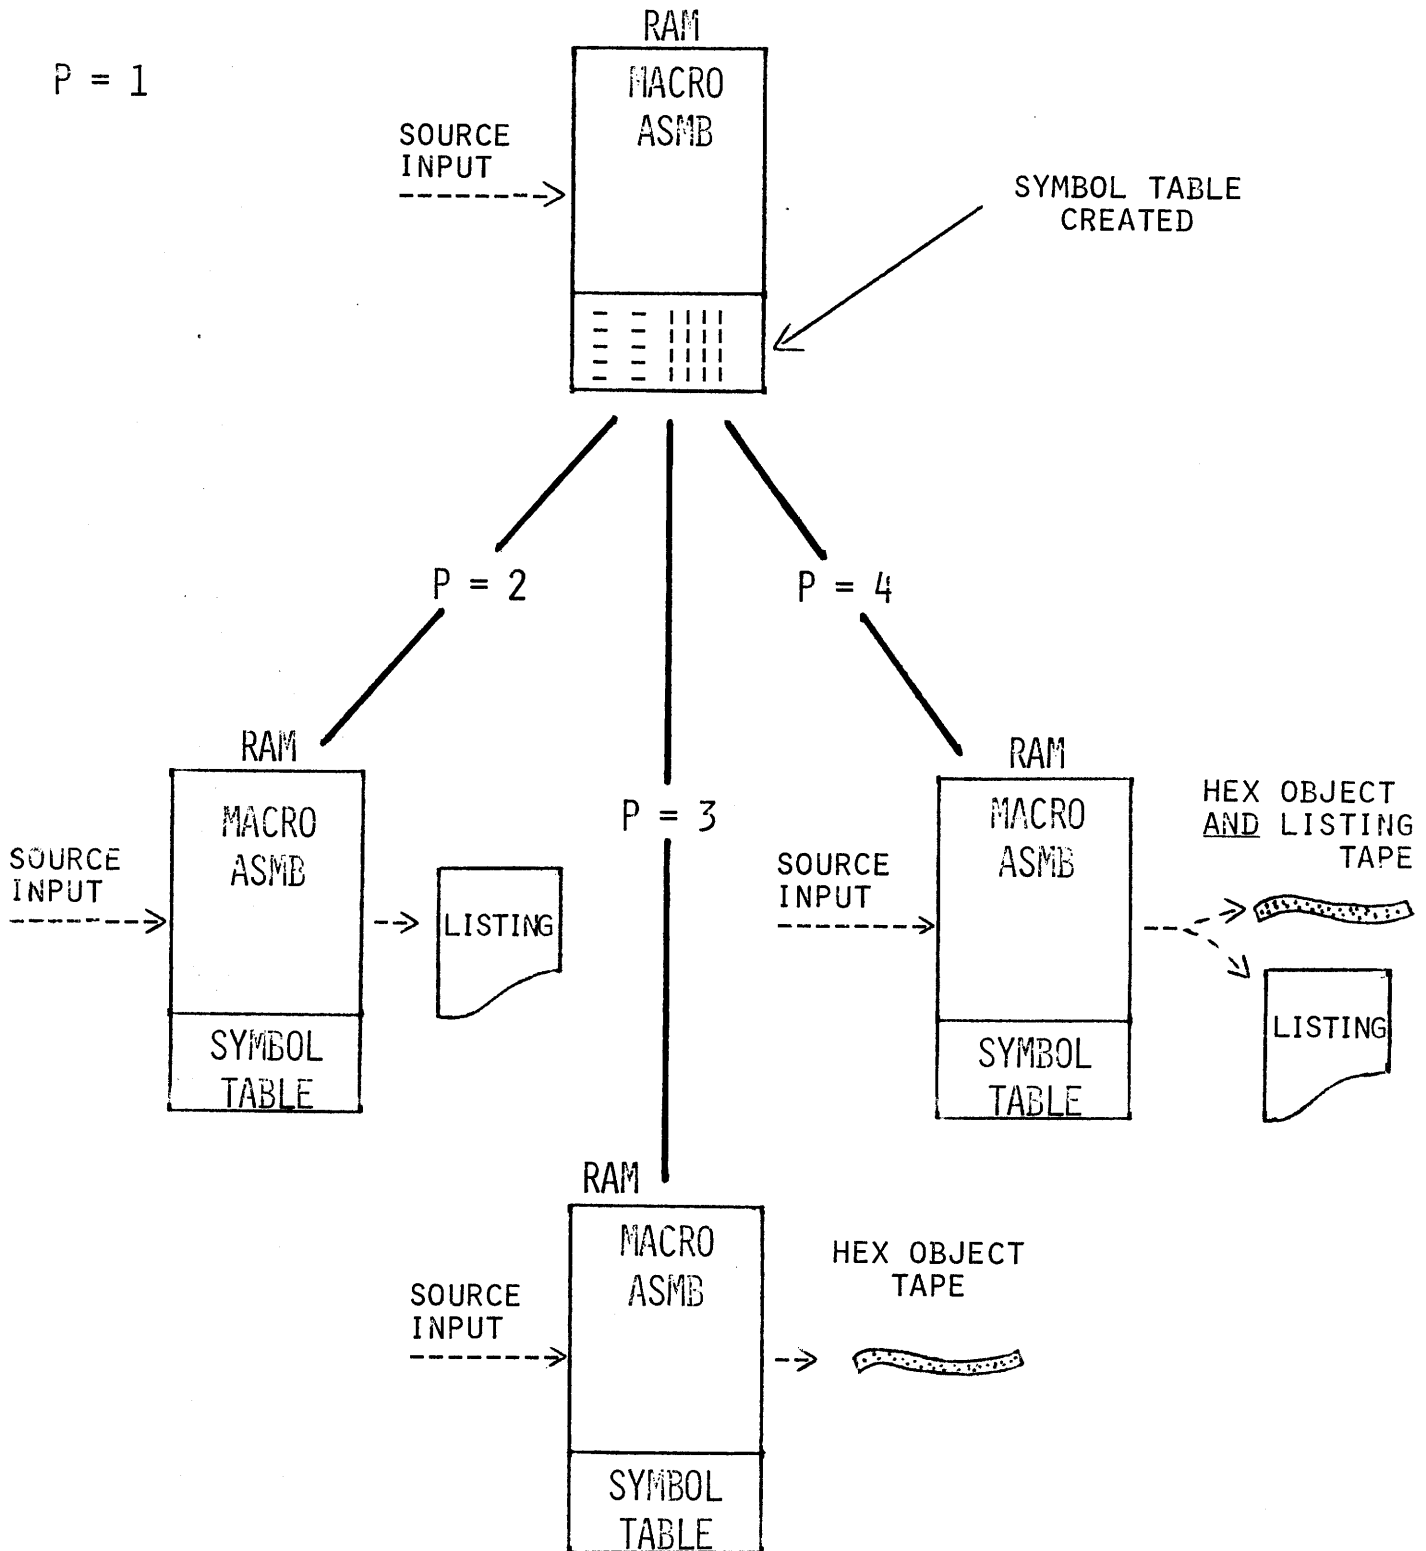 RAM
P = 1
MACRO
ASMB
SOURCE
INPUT
SYMBOL TABLE
CREATED
P = 2
P = 4
P = 3
RAM
MACRO
ASMB
SOURCE
INPUT
LISTING
SYMBOL
TABLE
RAM
MACRO
ASMB
SOURCE
INPUT
HEX OBJECT
AND LISTING
TAPE
LISTING
SYMBOL
TABLE
RAM
MACRO
ASMB
SOURCE
INPUT
HEX OBJECT
TAPE
SYMBOL
TABLE